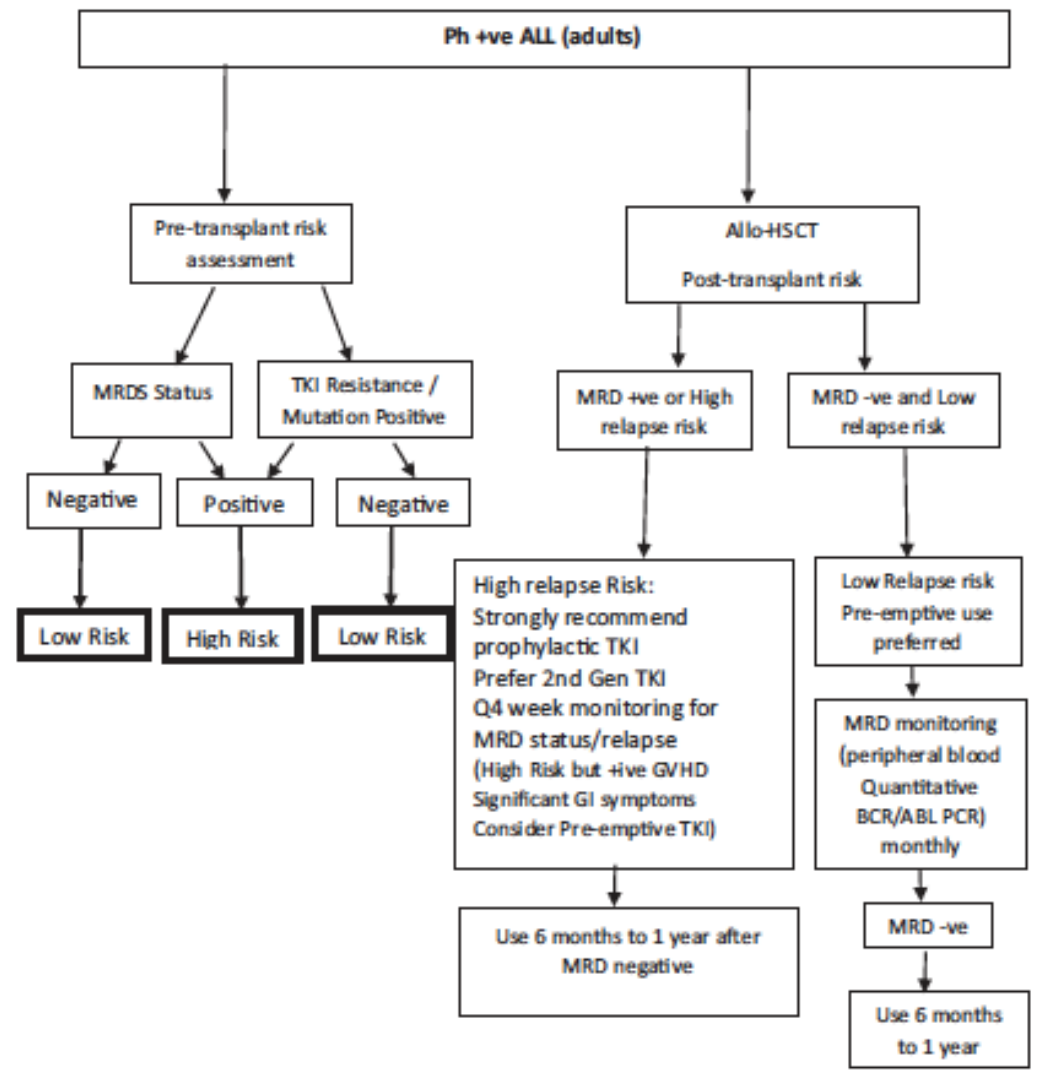 Ph +ve ALL (adults)
Pre-transplant risk
assessment
Allo-HSCT
Post-transplant risk
MRDS Status
TKI Resistance /
Mutation Positive
MRD +ve or High
relapse risk
MRD -ve and Low
relapse risk
Negative
Positive
Negative
Low Risk
High Risk
Low Risk
High relapse Risk:
Strongly recommend
prophylactic TKI
Prefer 2nd Gen TKI
Q4 week monitoring for
MRD status/relapse
(High Risk but +ive GVHD
Significant GI symptoms
Consider Pre-emptive TKI)
Low Relapse risk
Pre-emptive use
preferred
MRD monitoring
(peripheral blood
Quantitative
BCR/ABL PCR)
monthly
Use 6 months to 1 year after
MRD negative
MRD -ve
Use 6 months
to 1 year